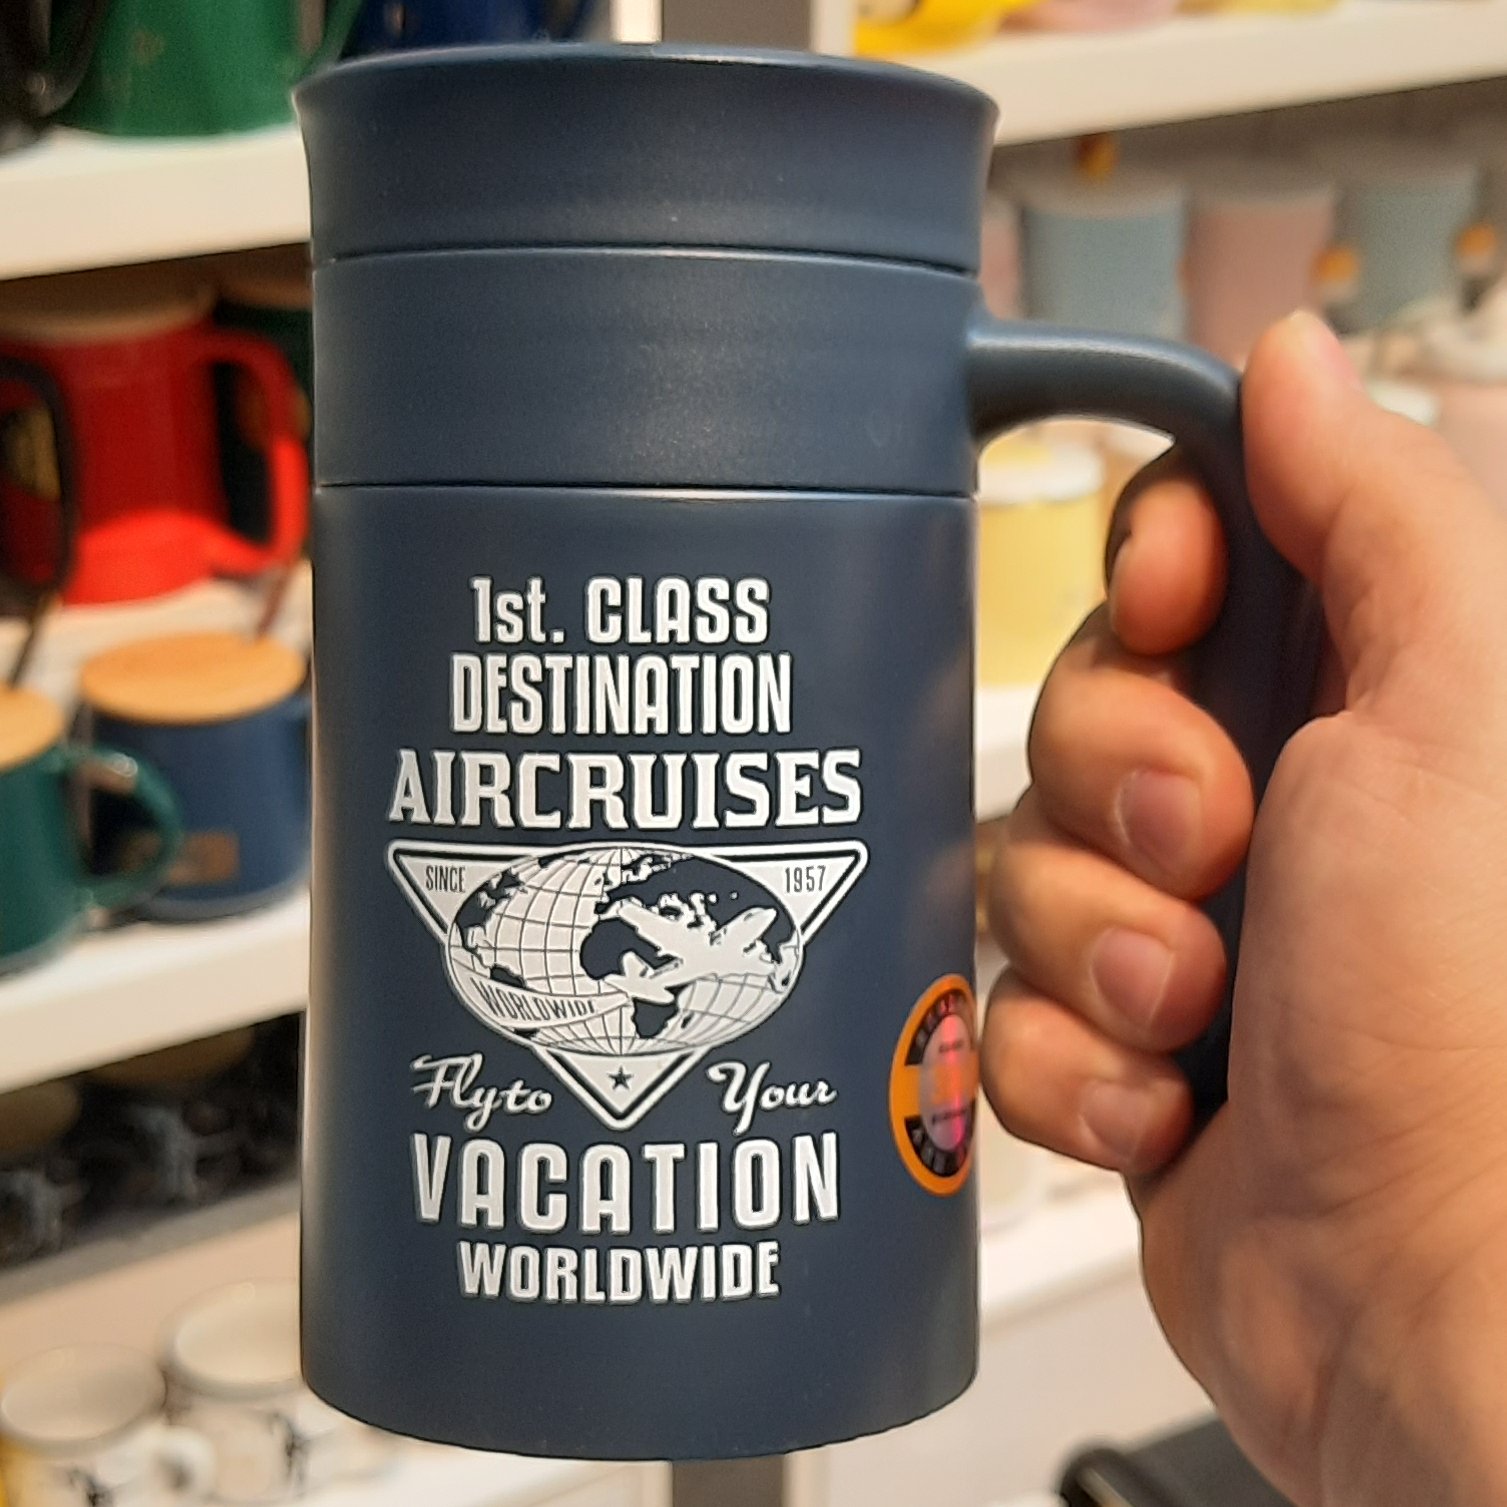 1st. CLASS
DESTINATION
AIRCRUISES
SINCE 1957
WORLDWIDE
Fly to Your
VACATION
WORLDWIDE